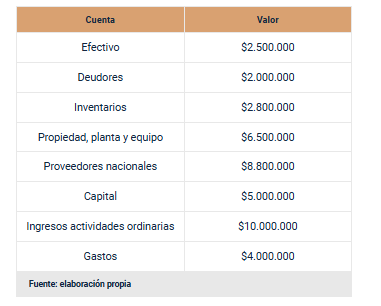 Cuenta Valor
Efectivo $2.500.000
Deudores $2.000.000
Inventarios $2.800.000
Propiedad, planta y equipo $6.500.000
Proveedores nacionales $8.800.000
Capital $5.000.000
Ingresos actividades ordinarias $10.000.000
Gastos $4.000.000
Fuente: elaboración propia